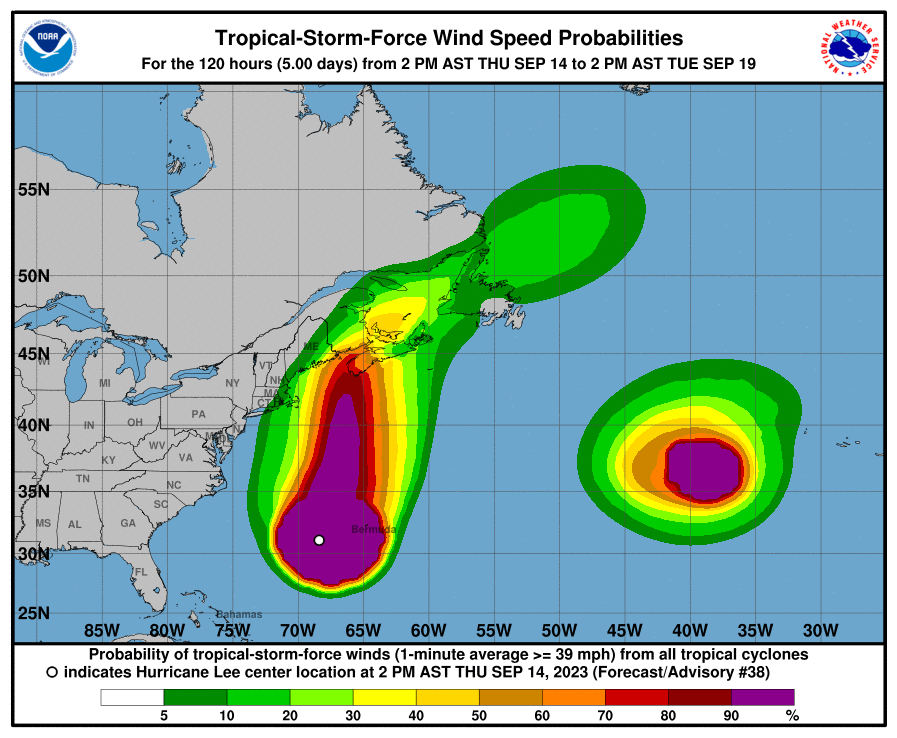 Tropical-Storm-Force Wind Speed Probabilities
For the 120 hours (5.00 days) from 2 PM AST THU SEP 14 to 2 PM AST TUE SEP 19
NOAA
NATIONAL WEATHER SERVICE
55N
50N
45N
40N
35N
30N
25N
ME
VT
NH
MA
CT
NY
MI
PA
IN
OH
WV
VA
KY
TN
NC
SC
MS
AL
GA
FL
Bermuda
Bahamas
85W 80W 75W 70W 65W 60W 55W 50W 45W 40W 35W 30W
Probability of tropical-storm-force winds (1-minute average >= 39 mph) from all tropical cyclones
indicates Hurricane Lee center location at 2 PM AST THU SEP 14, 2023 (Forecast/Advisory #38)
5 10 20 30 40 50 60 70 80 90 %